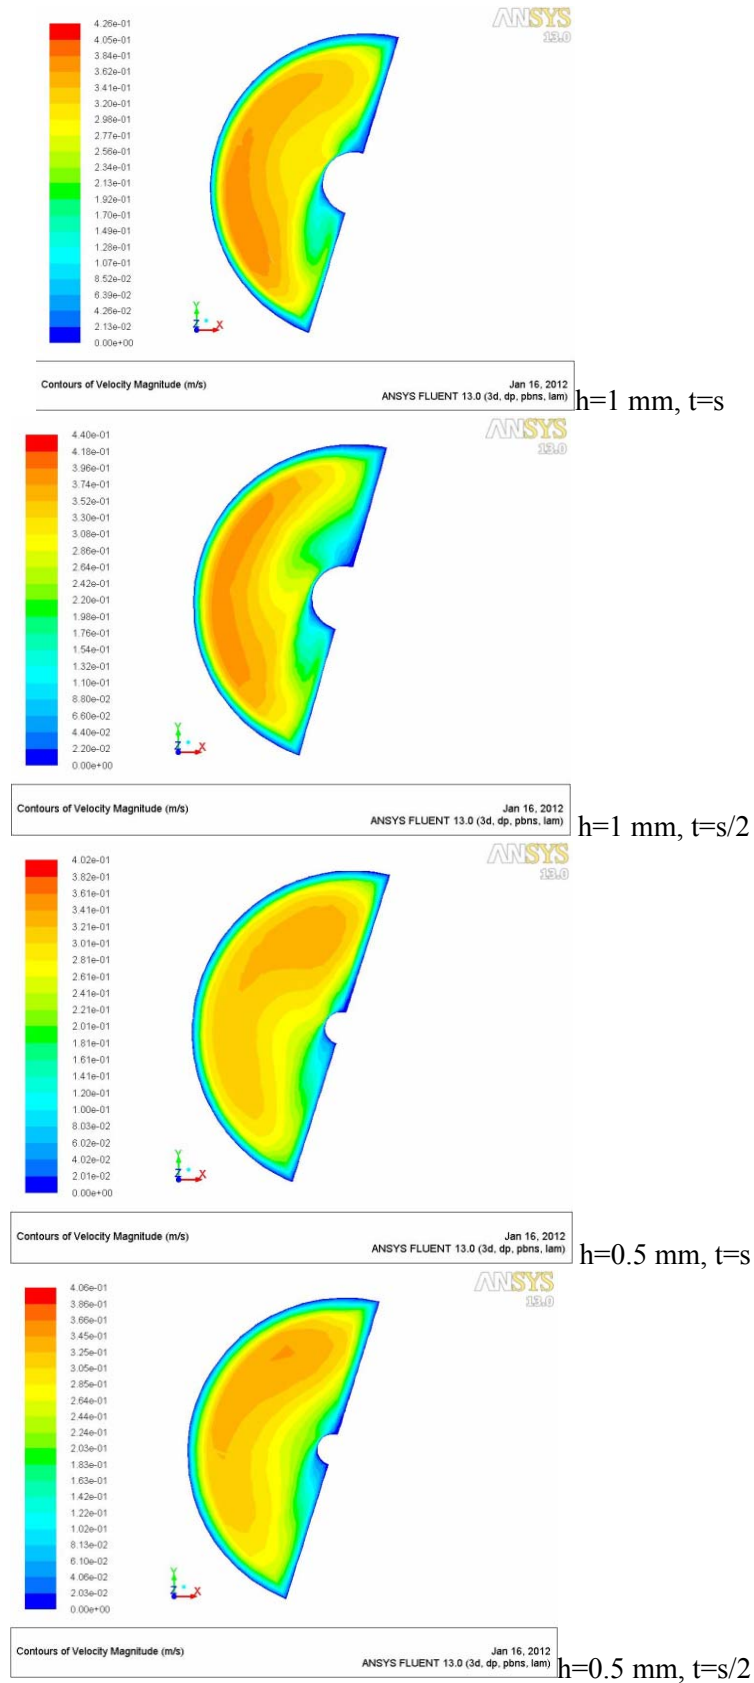 ANSYS
13.0
4.26e-01
4.05e-01
3.84e-01
3.62e-01
3.41e-01
3.20e-01
2.98e-01
2.77e-01
2.56e-01
2.34e-01
2.13e-01
1.92e-01
1.70e-01
1.49e-01
1.28e-01
1.07e-01
8.52e-02
6.39e-02
4.26e-02
2.13e-02
0.00e+00
Y
Z X
Contours of Velocity Magnitude (m/s)
Jan 16, 2012
ANSYS FLUENT 13.0 (3d, dp, pbns, lam)
h=1 mm, t=s
ANSYS
13.0
4.40e-01
4.18e-01
3.96e-01
3.74e-01
3.52e-01
3.30e-01
3.08e-01
2.86e-01
2.64e-01
2.42e-01
2.20e-01
1.98e-01
1.76e-01
1.54e-01
1.32e-01
1.10e-01
8.80e-02
6.60e-02
4.40e-02
2.20e-02
0.00e+00
Y
Z X
Contours of Velocity Magnitude (m/s)
Jan 16, 2012
ANSYS FLUENT 13.0 (3d, dp, pbns, lam)
h=1 mm, t=s/2
ANSYS
13.0
4.02e-01
3.82e-01
3.61e-01
3.41e-01
3.21e-01
3.01e-01
2.81e-01
2.61e-01
2.41e-01
2.21e-01
2.01e-01
1.81e-01
1.61e-01
1.41e-01
1.20e-01
1.00e-01
8.03e-02
6.02e-02
4.02e-02
2.01e-02
0.00e+00
Y
Z X
Contours of Velocity Magnitude (m/s)
Jan 16, 2012
ANSYS FLUENT 13.0 (3d, dp, pbns, lam)
h=0.5 mm, t=s
ANSYS
13.0
4.06e-01
3.86e-01
3.66e-01
3.45e-01
3.25e-01
3.05e-01
2.85e-01
2.64e-01
2.44e-01
2.24e-01
2.03e-01
1.83e-01
1.63e-01
1.42e-01
1.22e-01
1.02e-01
8.13e-02
6.10e-02
4.06e-02
2.03e-02
0.00e+00
Y
Z X
Contours of Velocity Magnitude (m/s)
Jan 16, 2012
ANSYS FLUENT 13.0 (3d, dp, pbns, lam)
h=0.5 mm, t=s/2